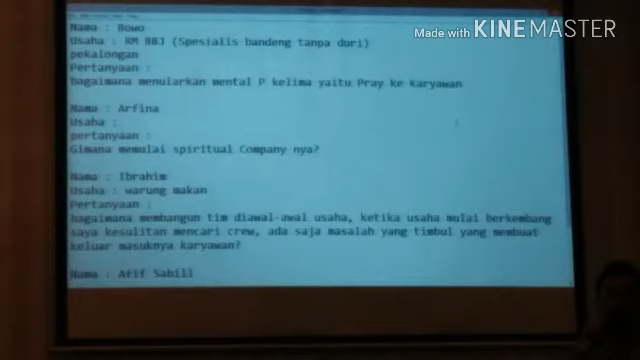 Made with KINEMASTER
Nama : Bowo
Usaha : RM BBJ (Spesialis bandeng tanpa duri)
pekalongan
Pertanyaan :
bagaimana menularkan mental P kelima yaitu Pray ke Karyawan
Nama : Arfina
Usaha :
pertanyaan :
Gimana memulai spiritual Company nya?
Nama : Ibrahim
Usaha : warung makan
Pertanyaan :
bagaimana membangun tim diawal-awal usaha, ketika usaha mulai berkembang
saya kesulitan mencari crew, ada saja masalah yang timbul yang membuat
keluar masuknya karyawan?
Nama : Afif Sabili